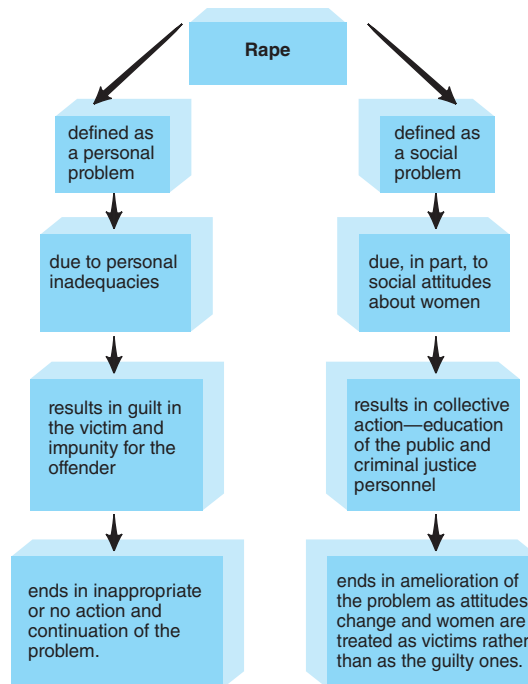 Rape
defined as
a personal
problem
defined as
a social
problem
due to personal
inadequacies
due, in part, to
social attitudes
about women
results in guilt in
the victim and
impunity for the
offender
results in collective
action—education
of the public and
criminal justice
personnel
ends in inappropriate
or no action and
continuation of the
problem.
ends in amelioration of
the problem as attitudes
change and women are
treated as victims rather
than as the guilty ones.